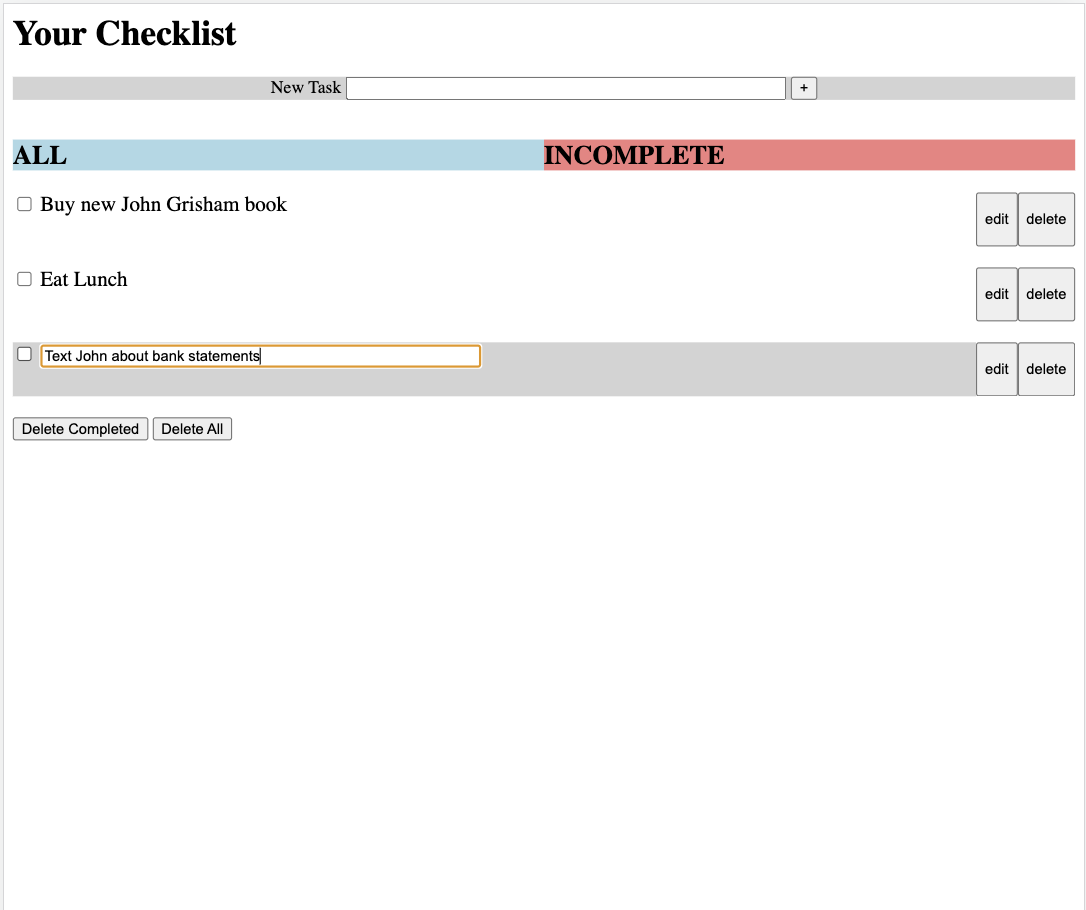 Your Checklist
New Task +
ALL INCOMPLETE
Buy new John Grisham book edit delete
Eat Lunch edit delete
Text John about bank statements edit delete
Delete Completed Delete All